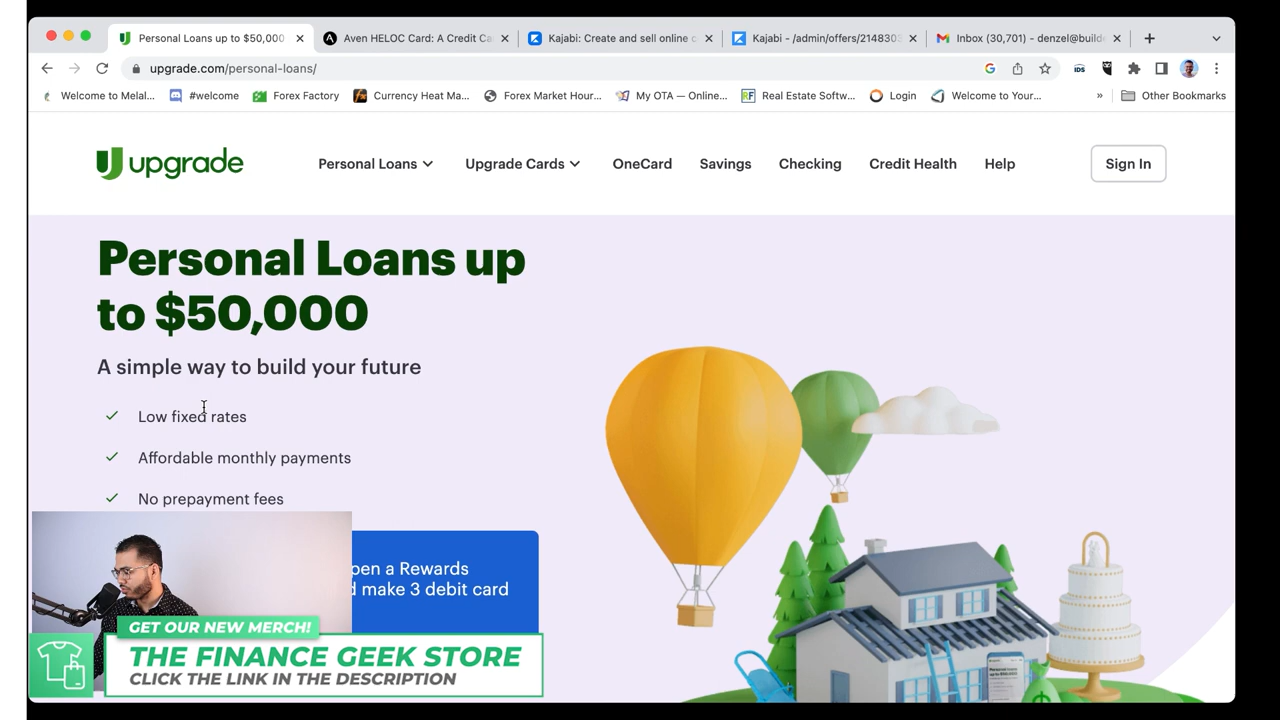 Personal Loans up to $50,000
Aven HELOC Card: A Credit Ca
Kajabi: Create and sell online c
Kajabi - /admin/offers/2148303
Inbox (30,701) - denzel@builde
upgrade.com/personal-loans/
G
IDS
Welcome to Melal...
#welcome
Forex Factory
Currency Heat Ma...
Forex Market Hour...
My OTA — Online...
RF
Real Estate Softw...
Login
Welcome to Your...
»
Other Bookmarks
upgrade
Personal Loans
Upgrade Cards
OneCard
Savings
Checking
Credit Health
Help
Sign In
Personal Loans up
to $50,000
A simple way to build your future
Low fixed rates
Affordable monthly payments
No prepayment fees
pen a Rewards
make 3 debit card
GET OUR NEW MERCH!
THE FINANCE GEEK STORE
CLICK THE LINK IN THE DESCRIPTION